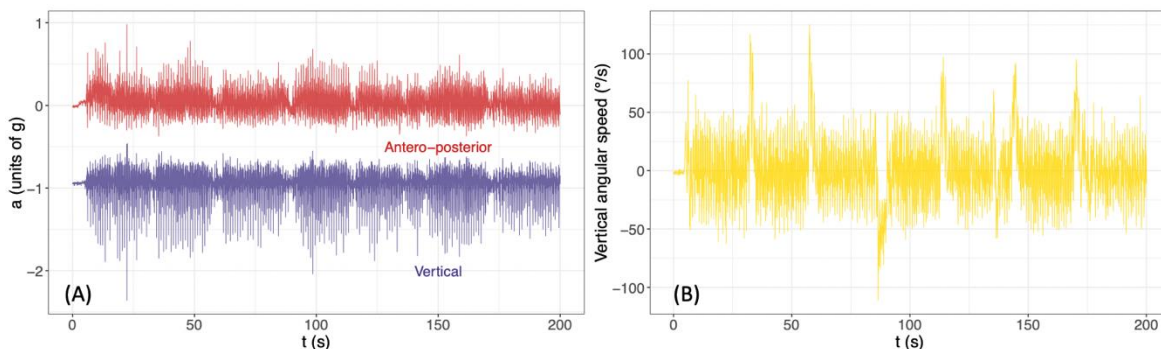 1
0
−1
−2
a (units of g)
Antero−posterior
Vertical
(A)
0
50
100
150
200
t (s)
100
50
0
−50
−100
Vertical angular speed (°/s)
(B)
0
50
100
150
200
t (s)